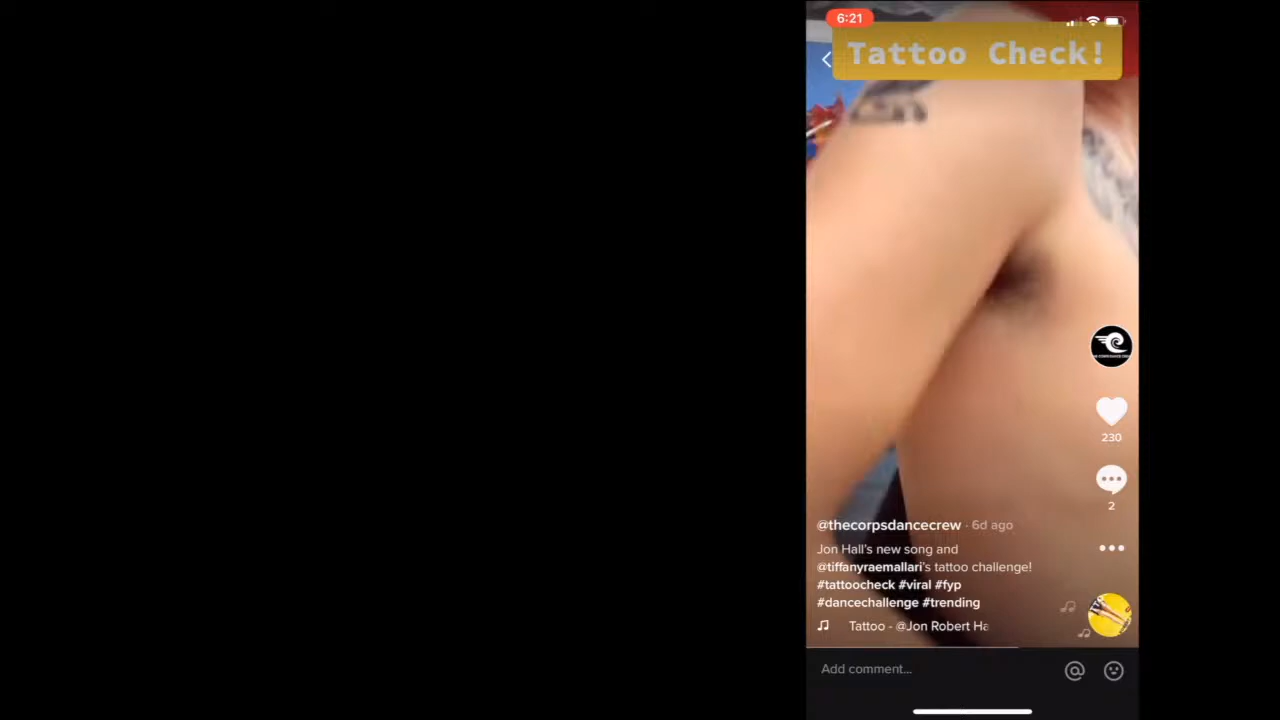 6:21
Tattoo Check!
230
2
@thecorpsdancecrew · 6d ago
Jon Hall's new song and
@tiffanyraemallari's tattoo challenge!
#tattoocheck #viral #fyp
#dancechallenge #trending
Tattoo - @Jon Robert Ha
Add comment...